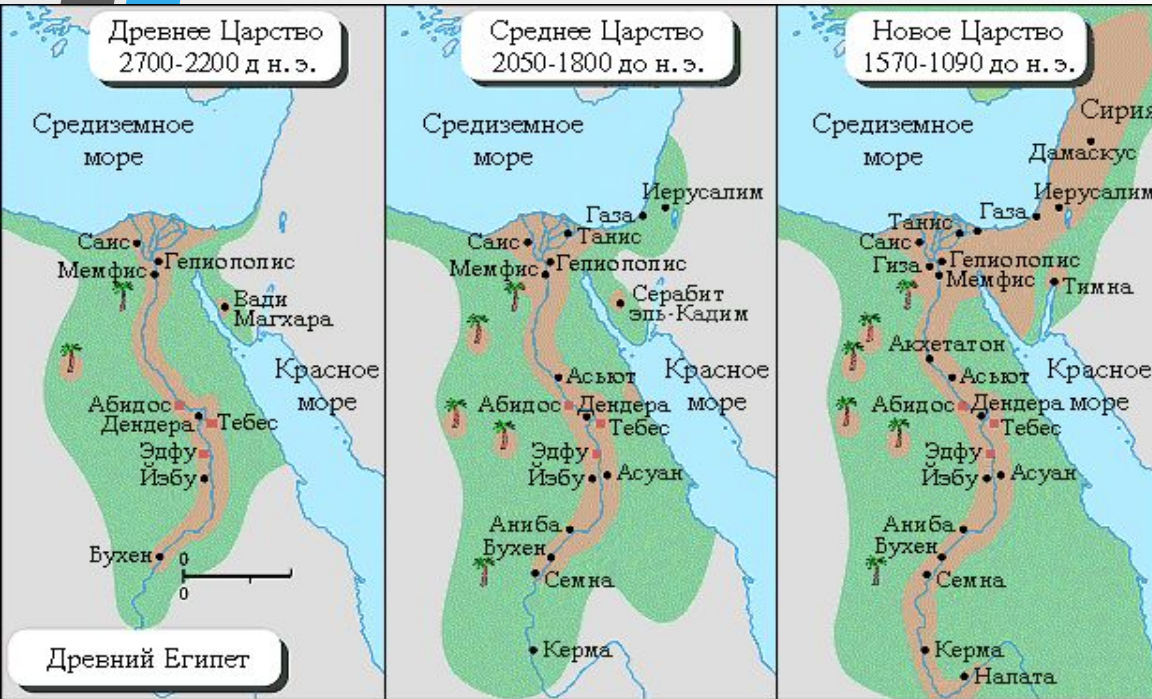 Древнее Царство
2700-2200 д н. э.
Средиземное
море
Саис
Гелиополис
Мемфис
Вади
Магхара
Красное
море
Абидос
Дендера
Тебес
Эдфу
Йэбу
Бухен
0
0
Древний Египет
Среднее Царство
2050-1800 до н. э.
Средиземное
море
Иерусалим
Газа
Танис
Саис
Гелиополис
Мемфис
Серабит
эль-Кадим
Красное
море
Асьют
Абидос
Дендера
Тебес
Эдфу
Йэбу
Асуан
Аниба
Бухен
Семна
Керма
Новое Царство
1570-1090 до н. э.
Средиземное
море
Сирия
Дамаскус
Иерусалим
Газа
Танис
Саис
Гелиополис
Гиза
Мемфис
Тимна
Акхетатон
Красное
море
Асьют
Абидос
Дендера
Тебес
Эдфу
Йэбу
Асуан
Аниба
Бухен
Семна
Керма
Налата